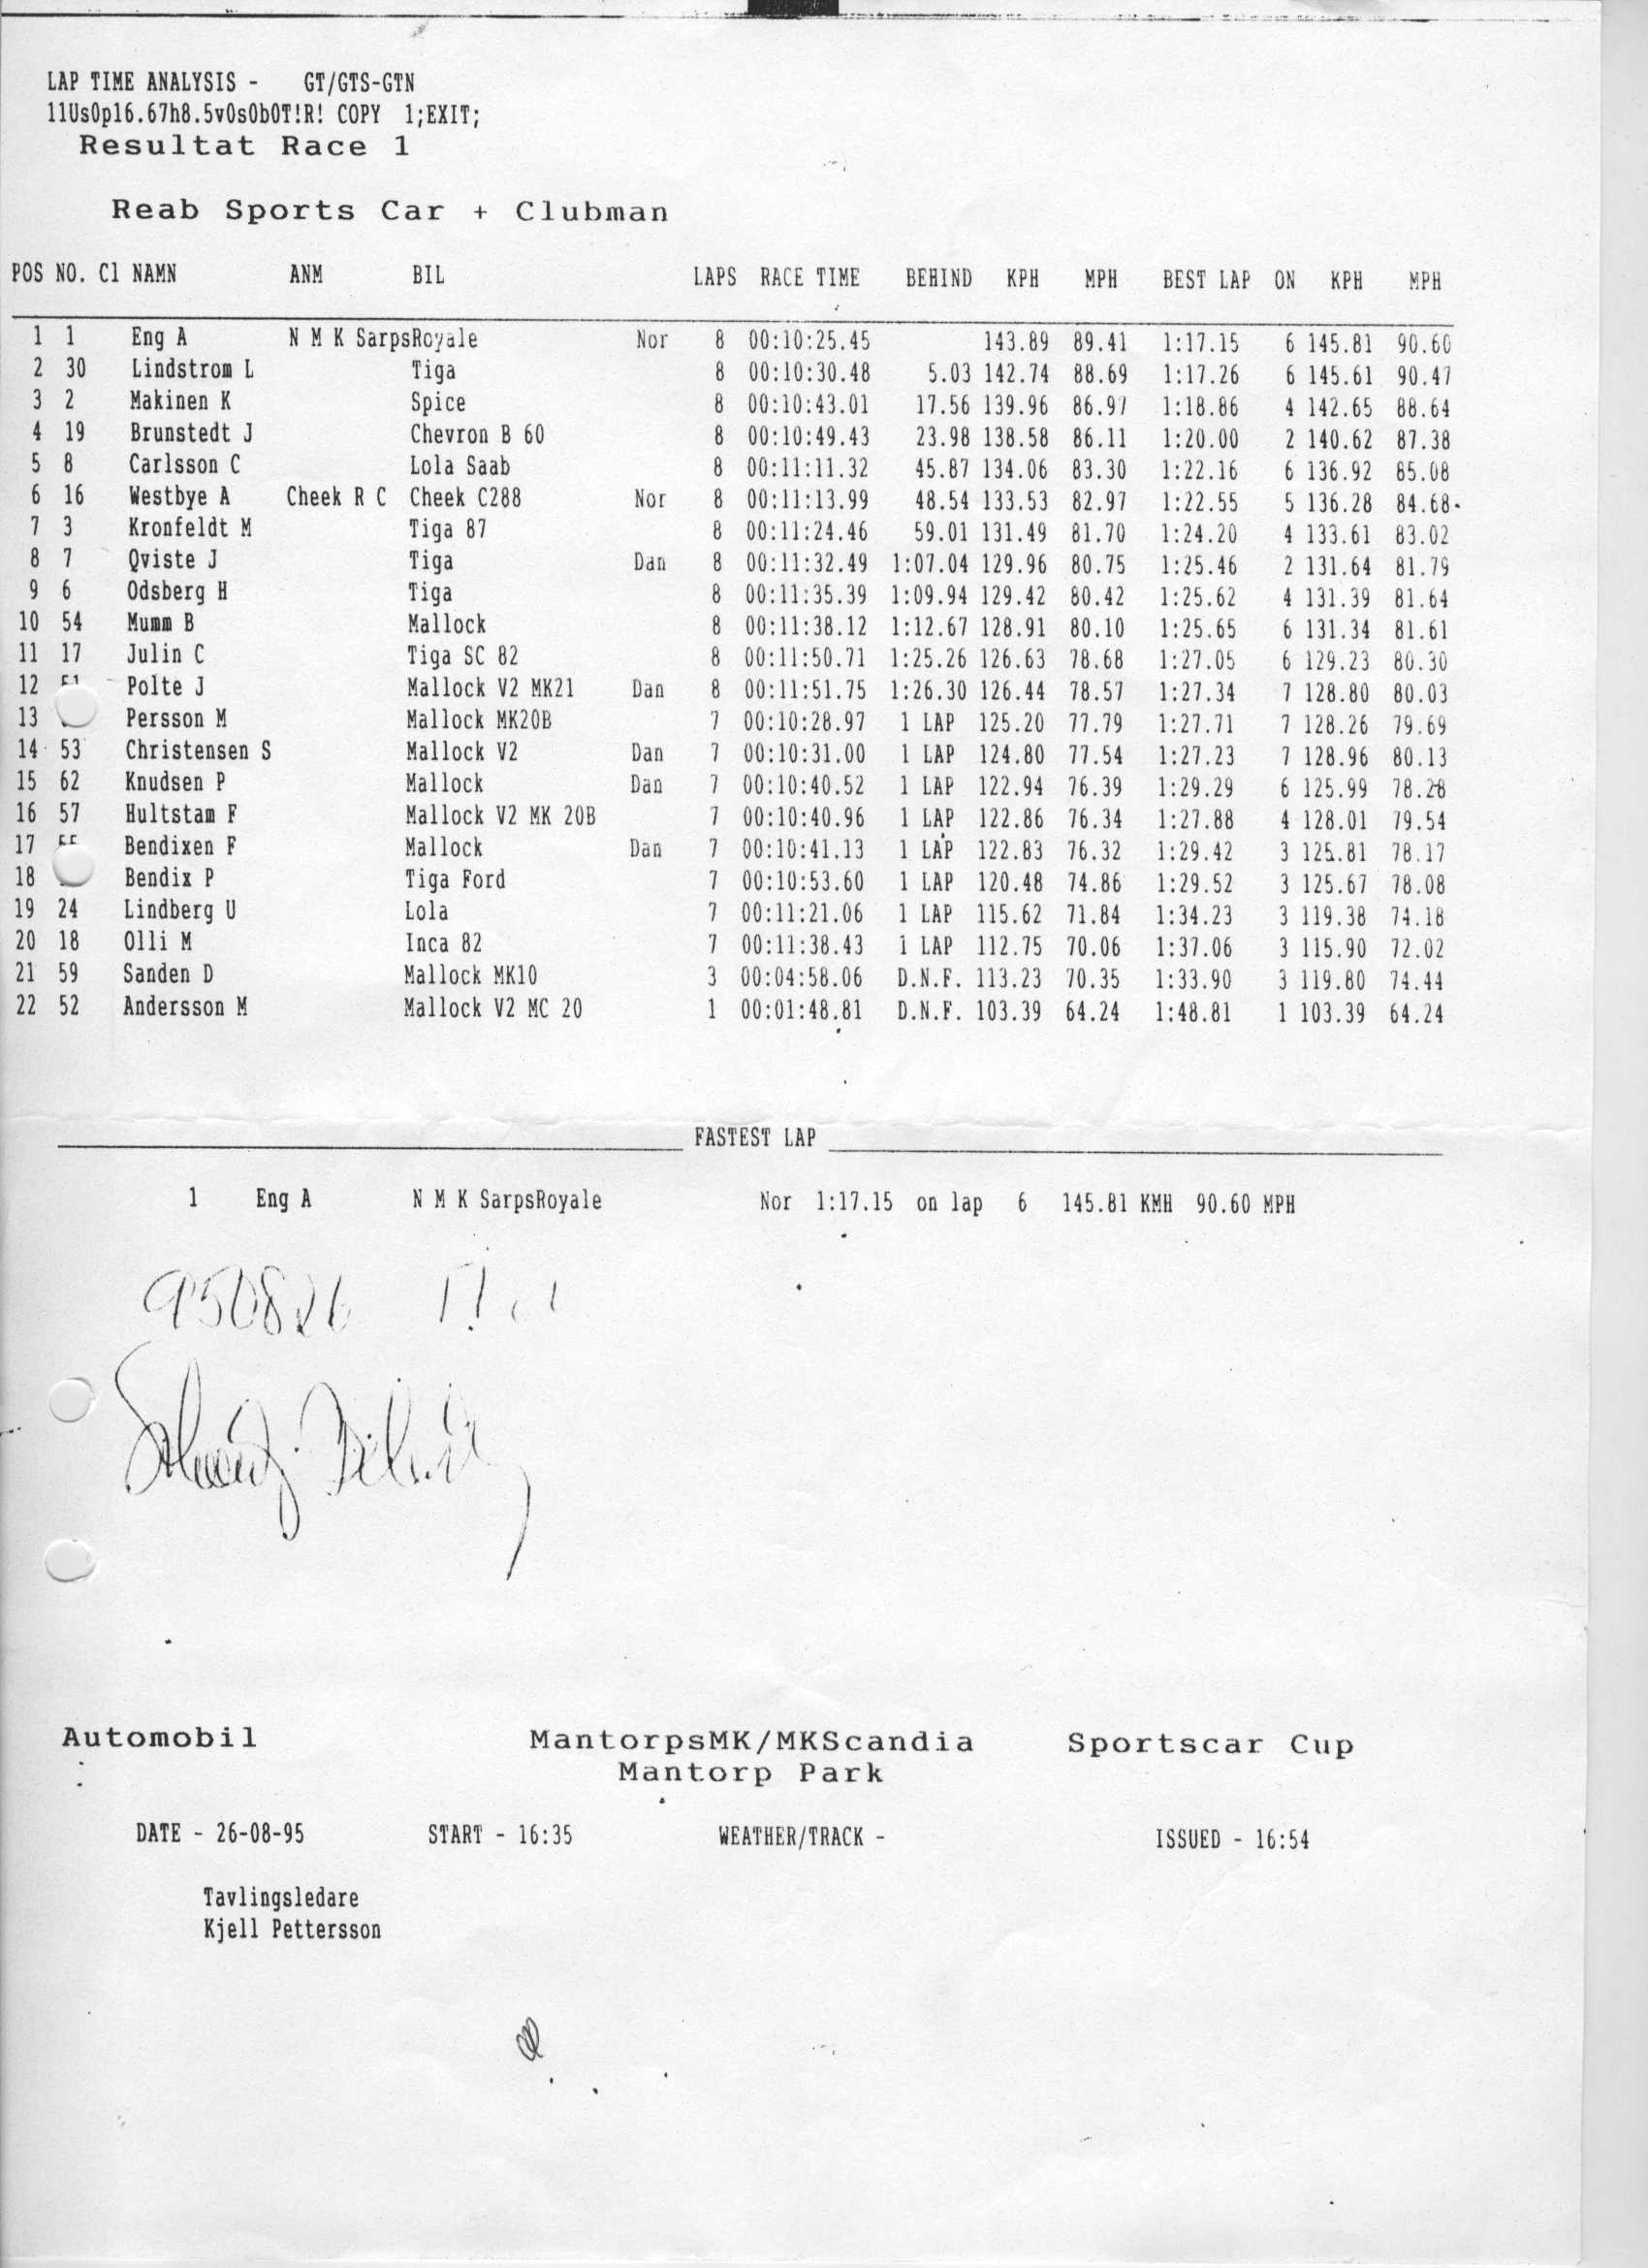 LAP TIME ANALYSIS - GT/GTS-GTN
11Us0p16.67h8.5v0s0b0T!R! COPY 1;EXIT;
Resultat Race 1
Reab Sports Car + Clubman
POS NO. Cl NAMN ANM BIL LAPS RACE TIME BEHIND KPH MPH BEST LAP ON KPH MPH
1 1 Eng A N M K SarpsRoyale Nor 8 00:10:25.45 143.89 89.41 1:17.15 6 145.81 90.60
2 30 Lindstrom L Tiga 8 00:10:30.48 5.03 142.74 88.69 1:17.26 6 145.61 90.47
3 2 Makinen K Spice 8 00:10:43.01 17.56 139.96 86.97 1:18.86 4 142.65 88.64
4 19 Brunstedt J Chevron B 60 8 00:10:49.43 23.98 138.58 86.11 1:20.00 2 140.62 87.38
5 8 Carlsson C Lola Saab 8 00:11:11.32 45.87 134.06 83.30 1:22.16 6 136.92 85.08
6 16 Westbye A Cheek R C Cheek C288 Nor 8 00:11:13.99 48.54 133.53 82.97 1:22.55 5 136.28 84.68
7 3 Kronfeldt M Tiga 87 8 00:11:24.46 59.01 131.49 81.70 1:24.20 4 133.61 83.02
8 7 Qviste J Tiga Dan 8 00:11:32.49 1:07.04 129.96 80.75 1:25.46 2 131.64 81.79
9 6 Odsberg H Tiga 8 00:11:35.39 1:09.94 129.42 80.42 1:25.62 4 131.39 81.64
10 54 Mumm B Mallock 8 00:11:38.12 1:12.67 128.91 80.10 1:25.65 6 131.34 81.61
11 17 Julin C Tiga SC 82 8 00:11:50.71 1:25.26 126.63 78.68 1:27.05 6 129.23 80.30
12 51 Polte J Mallock V2 MK21 Dan 8 00:11:51.75 1:26.30 126.44 78.57 1:27.34 7 128.80 80.03
13 Persson M Mallock MK20B 7 00:10:28.97 1 LAP 125.20 77.79 1:27.71 7 128.26 79.69
14 53 Christensen S Mallock V2 Dan 7 00:10:31.00 1 LAP 124.80 77.54 1:27.23 7 128.96 80.13
15 62 Knudsen P Mallock Dan 7 00:10:40.52 1 LAP 122.94 76.39 1:29.29 6 125.99 78.28
16 57 Hultstam F Mallock V2 MK 20B 7 00:10:40.96 1 LAP 122.86 76.34 1:27.88 4 128.01 79.54
17 55 Bendixen F Mallock Dan 7 00:10:41.13 1 LAP 122.83 76.32 1:29.42 3 125.81 78.17
18 Bendix P Tiga Ford 7 00:10:53.60 1 LAP 120.48 74.86 1:29.52 3 125.67 78.08
19 24 Lindberg U Lola 7 00:11:21.06 1 LAP 115.62 71.84 1:34.23 3 119.38 74.18
20 18 Olli M Inca 82 7 00:11:38.43 1 LAP 112.75 70.06 1:37.06 3 115.90 72.02
21 59 Sanden D Mallock MK10 3 00:04:58.06 D.N.F. 113.23 70.35 1:33.90 3 119.80 74.44
22 52 Andersson M Mallock V2 MC 20 1 00:01:48.81 D.N.F. 103.39 64.24 1:48.81 1 103.39 64.24
FASTEST LAP
1 Eng A N M K SarpsRoyale Nor 1:17.15 on lap 6 145.81 KMH 90.60 MPH
950826
Automobil MantorpsMK/MKScandia Sportscar Cup
Mantorp Park
DATE - 26-08-95 START - 16:35 WEATHER/TRACK - ISSUED - 16:54
Tavlingsledare
Kjell Pettersson